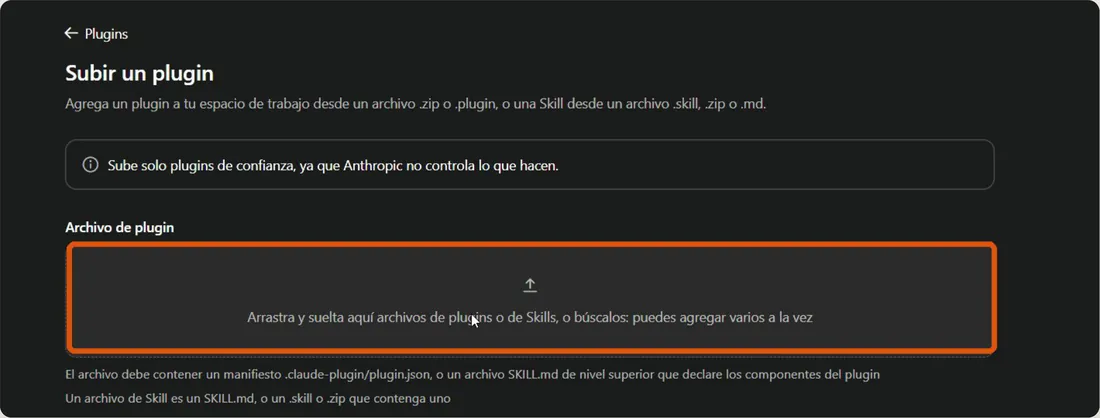 Plugins
Subir un plugin
Agrega un plugin a tu espacio de trabajo desde un archivo .zip o .plugin, o una Skill desde un archivo .skill, .zip o .md.
Sube solo plugins de confianza, ya que Anthropic no controla lo que hacen.
Archivo de plugin
Arrastra y suelta aquí archivos de plugins o de Skills, o búscalos: puedes agregar varios a la vez
El archivo debe contener un manifiesto .claude-plugin/plugin.json, o un archivo SKILL.md de nivel superior que declare los componentes del plugin
Un archivo de Skill es un SKILL.md, o un .skill o .zip que contenga uno